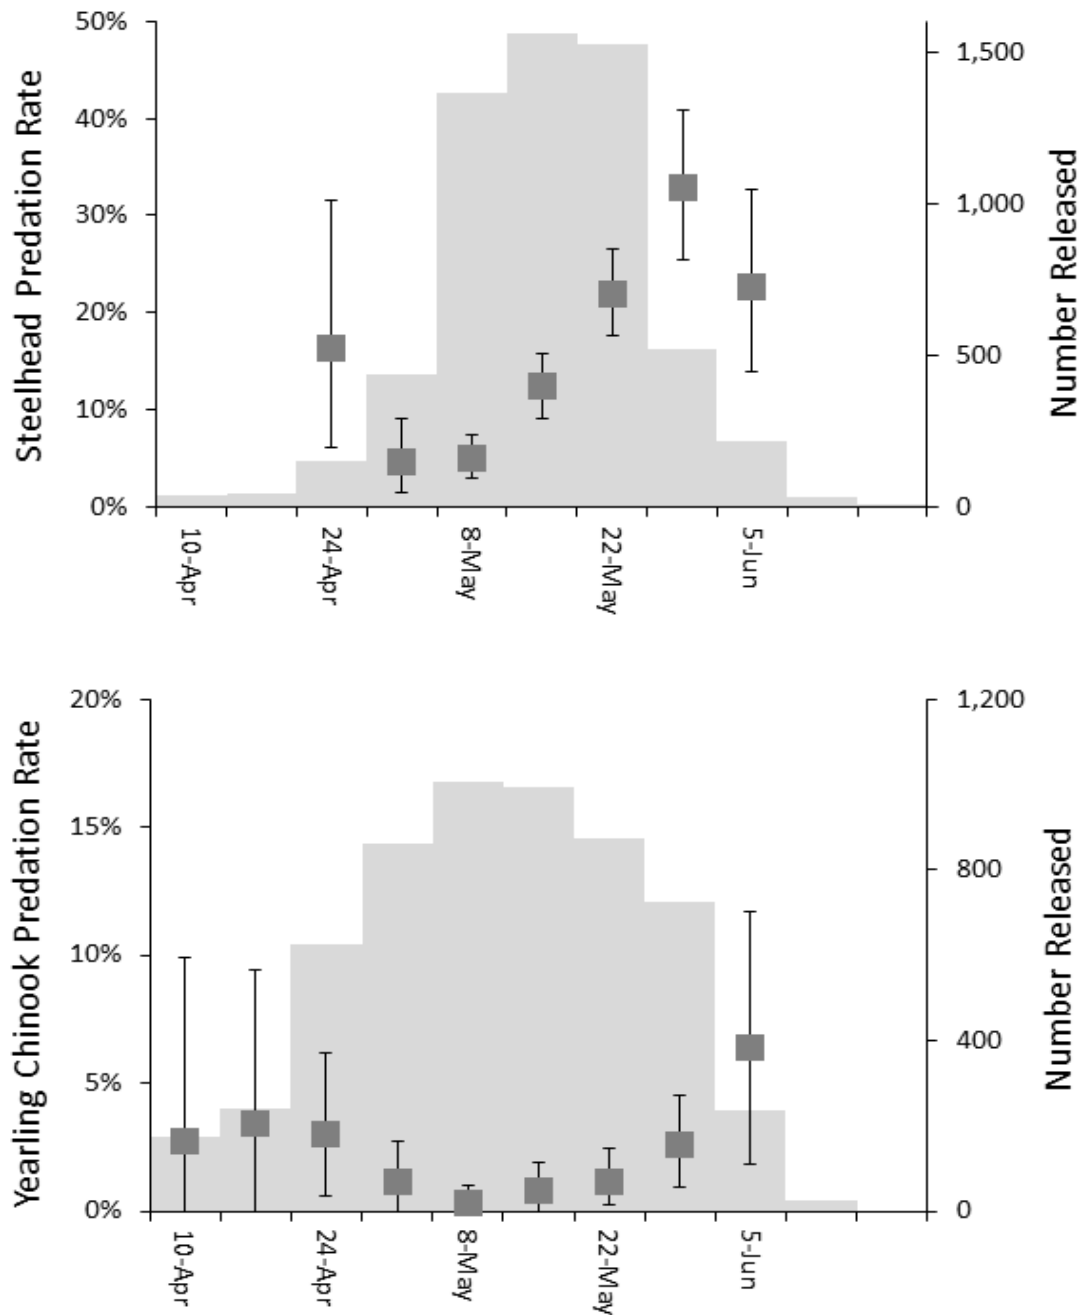 Steelhead Predation Rate
50%
40%
30%
20%
10%
0%
1,500
1,000
500
0
Number Released
10-Apr
24-Apr
8-May
22-May
5-Jun
Yearling Chinook Predation Rate
20%
15%
10%
5%
0%
1,200
800
400
0
Number Released
10-Apr
24-Apr
8-May
22-May
5-Jun